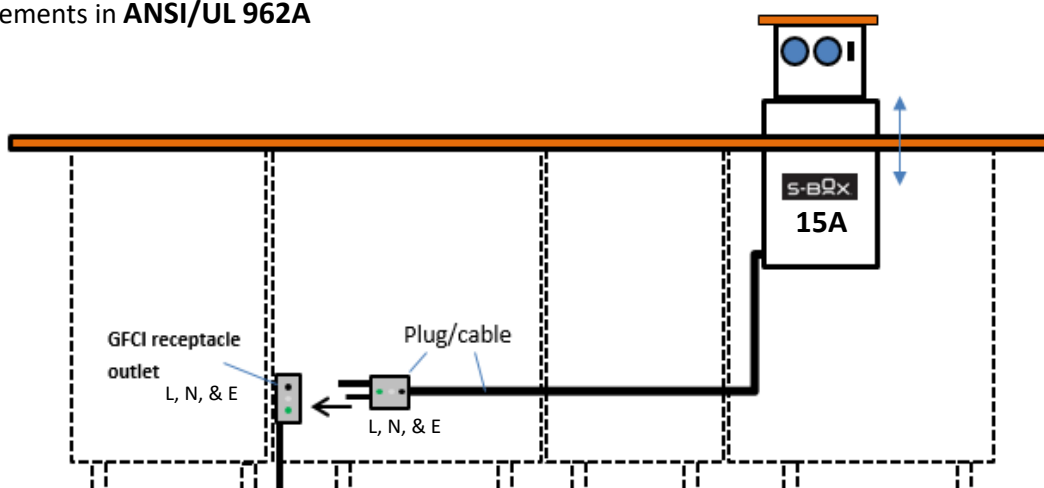 ements in ANSI/UL 962A
S-BOX
15A
GFCI receptacle
outlet
L, N, & E
Plug/cable
L, N, & E